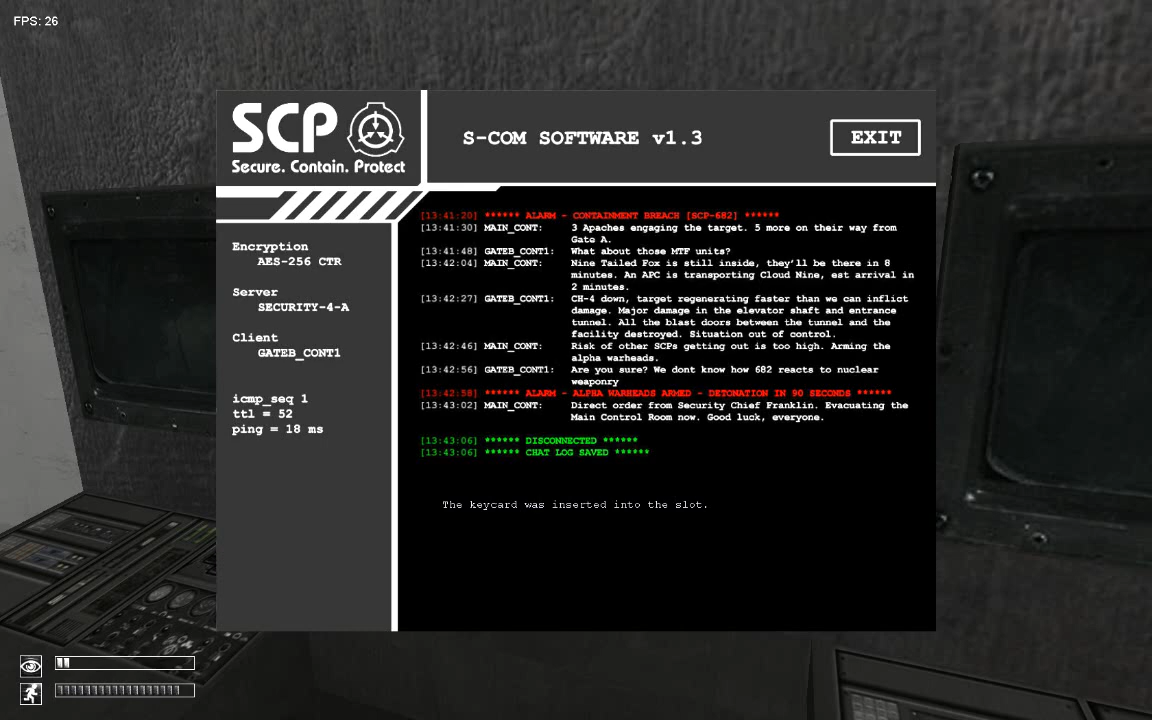 FPS: 26
SCP
Secure. Contain. Protect
S-COM SOFTWARE v1.3
EXIT
Encryption
AES-256 CTR
Server
SECURITY-4-A
Client
GATEB_CONT1
icmp_seq 1
ttl = 52
ping = 18 ms
[13:41:20] ****** ALARM - CONTAINMENT BREACH [SCP-682] ******
[13:41:30] MAIN_CONT: 3 Apaches engaging the target. 5 more on their way from
Gate A.
[13:41:48] GATEB_CONT1: What about those MTF units?
[13:42:04] MAIN_CONT: Nine Tailed Fox is still inside, they'll be there in 8
minutes. An APC is transporting Cloud Nine, est arrival in
2 minutes.
[13:42:27] GATEB_CONT1: CH-4 down, target regenerating faster than we can inflict
damage. Major damage in the elevator shaft and entrance
tunnel. All the blast doors between the tunnel and the
facility destroyed. Situation out of control.
[13:42:46] MAIN_CONT: Risk of other SCPs getting out is too high. Arming the
alpha warheads.
[13:42:56] GATEB_CONT1: Are you sure? We dont know how 682 reacts to nuclear
weaponry
[13:42:58] ****** ALARM - ALPHA WARHEADS ARMED - DETONATION IN 90 SECONDS ******
[13:43:02] MAIN_CONT: Direct order from Security Chief Franklin. Evacuating the
Main Control Room now. Good luck, everyone.
[13:43:06] ****** DISCONNECTED ******
[13:43:06] ****** CHAT LOG SAVED ******
The keycard was inserted into the slot.